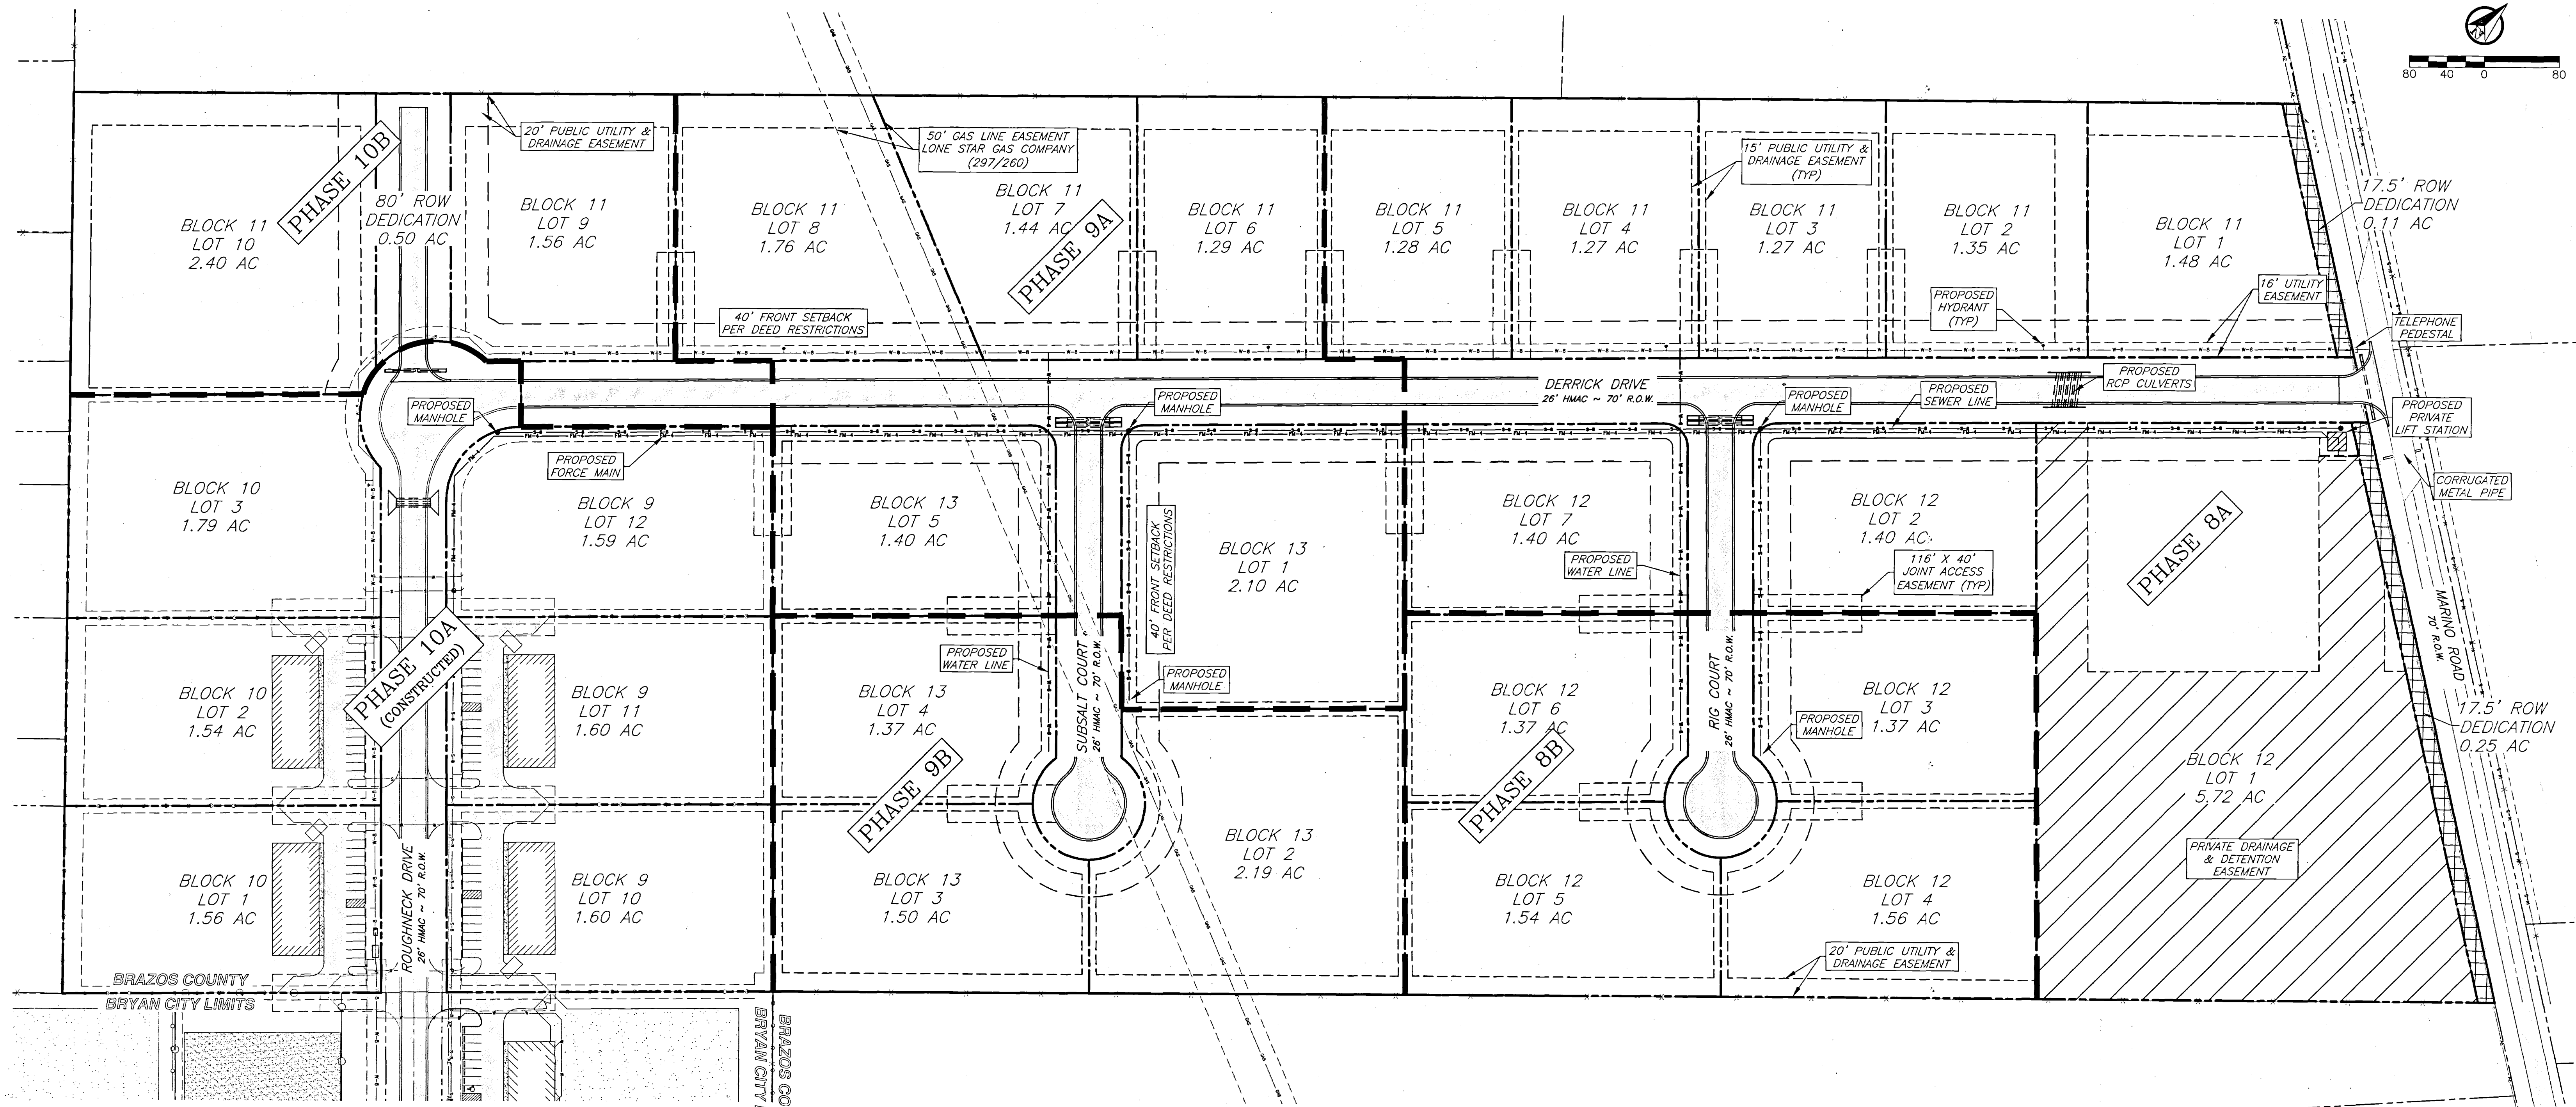 80 40 0 80
PHASE 10B
20' PUBLIC UTILITY &
DRAINAGE EASEMENT
50' GAS LINE EASEMENT
LONE STAR GAS COMPANY
(297/260)
15' PUBLIC UTILITY &
DRAINAGE EASEMENT
(TYP)
BLOCK 11
LOT 10
2.40 AC
80' ROW
DEDICATION
0.50 AC
BLOCK 11
LOT 9
1.56 AC
BLOCK 11
LOT 8
1.76 AC
BLOCK 11
LOT 7
1.44 AC
PHASE 9A
BLOCK 11
LOT 6
1.29 AC
BLOCK 11
LOT 5
1.28 AC
BLOCK 11
LOT 4
1.27 AC
BLOCK 11
LOT 3
1.27 AC
BLOCK 11
LOT 2
1.35 AC
BLOCK 11
LOT 1
1.48 AC
17.5' ROW
DEDICATION
0.11 AC
40' FRONT SETBACK
PER DEED RESTRICTIONS
PROPOSED
HYDRANT
(TYP)
16' UTILITY
EASEMENT
TELEPHONE
PEDESTAL
PROPOSED
MANHOLE
PROPOSED
MANHOLE
DERRICK DRIVE
26' HMAC ~ 70' R.O.W.
PROPOSED
MANHOLE
PROPOSED
SEWER LINE
PROPOSED
RCP CULVERTS
PROPOSED
PRIVATE
LIFT STATION
PROPOSED
FORCE MAIN
CORRUGATED
METAL PIPE
BLOCK 10
LOT 3
1.79 AC
BLOCK 9
LOT 12
1.59 AC
BLOCK 13
LOT 5
1.40 AC
40' FRONT SETBACK
PER DEED RESTRICTIONS
BLOCK 13
LOT 1
2.10 AC
BLOCK 12
LOT 7
1.40 AC
PROPOSED
WATER LINE
BLOCK 12
LOT 2
1.40 AC
116' X 40'
JOINT ACCESS
EASEMENT (TYP)
PHASE 8A
MARINO ROAD
70' R.O.W.
PHASE 10A
(CONSTRUCTED)
BLOCK 10
LOT 2
1.54 AC
BLOCK 9
LOT 11
1.60 AC
PROPOSED
WATER LINE
BLOCK 13
LOT 4
1.37 AC
SUBSALT COURT
26' HMAC ~ 70' R.O.W.
PROPOSED
MANHOLE
BLOCK 12
LOT 6
1.37 AC
RIG COURT
26' HMAC ~ 70' R.O.W.
BLOCK 12
LOT 3
1.37 AC
PROPOSED
MANHOLE
17.5' ROW
DEDICATION
0.25 AC
PHASE 9B
PHASE 8B
BLOCK 12
LOT 1
5.72 AC
PRIVATE DRAINAGE
& DETENTION
EASEMENT
BLOCK 10
LOT 1
1.56 AC
ROUGHNECK DRIVE
26' HMAC ~ 70' R.O.W.
BLOCK 9
LOT 10
1.60 AC
BLOCK 13
LOT 3
1.50 AC
BLOCK 13
LOT 2
2.19 AC
BLOCK 12
LOT 5
1.54 AC
BLOCK 12
LOT 4
1.56 AC
20' PUBLIC UTILITY &
DRAINAGE EASEMENT
BRAZOS COUNTY
BRYAN CITY LIMITS
BRAZOS CO
BRYAN CITY